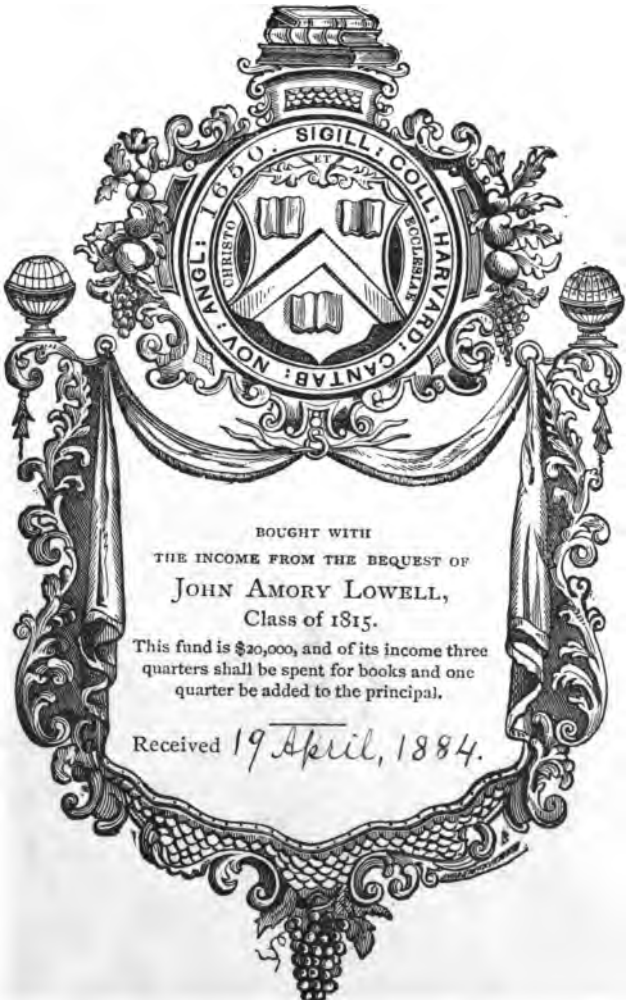 SIGILL: COLL: HARVARD: CANTAB: NOV: ANGL: 1650.
CHRISTO ET ECCLESIAE
BOUGHT WITH
THE INCOME FROM THE BEQUEST OF
JOHN AMORY LOWELL,
Class of 1815.
This fund is $20,000, and of its income three
quarters shall be spent for books and one
quarter be added to the principal.
Received 19 April, 1884.